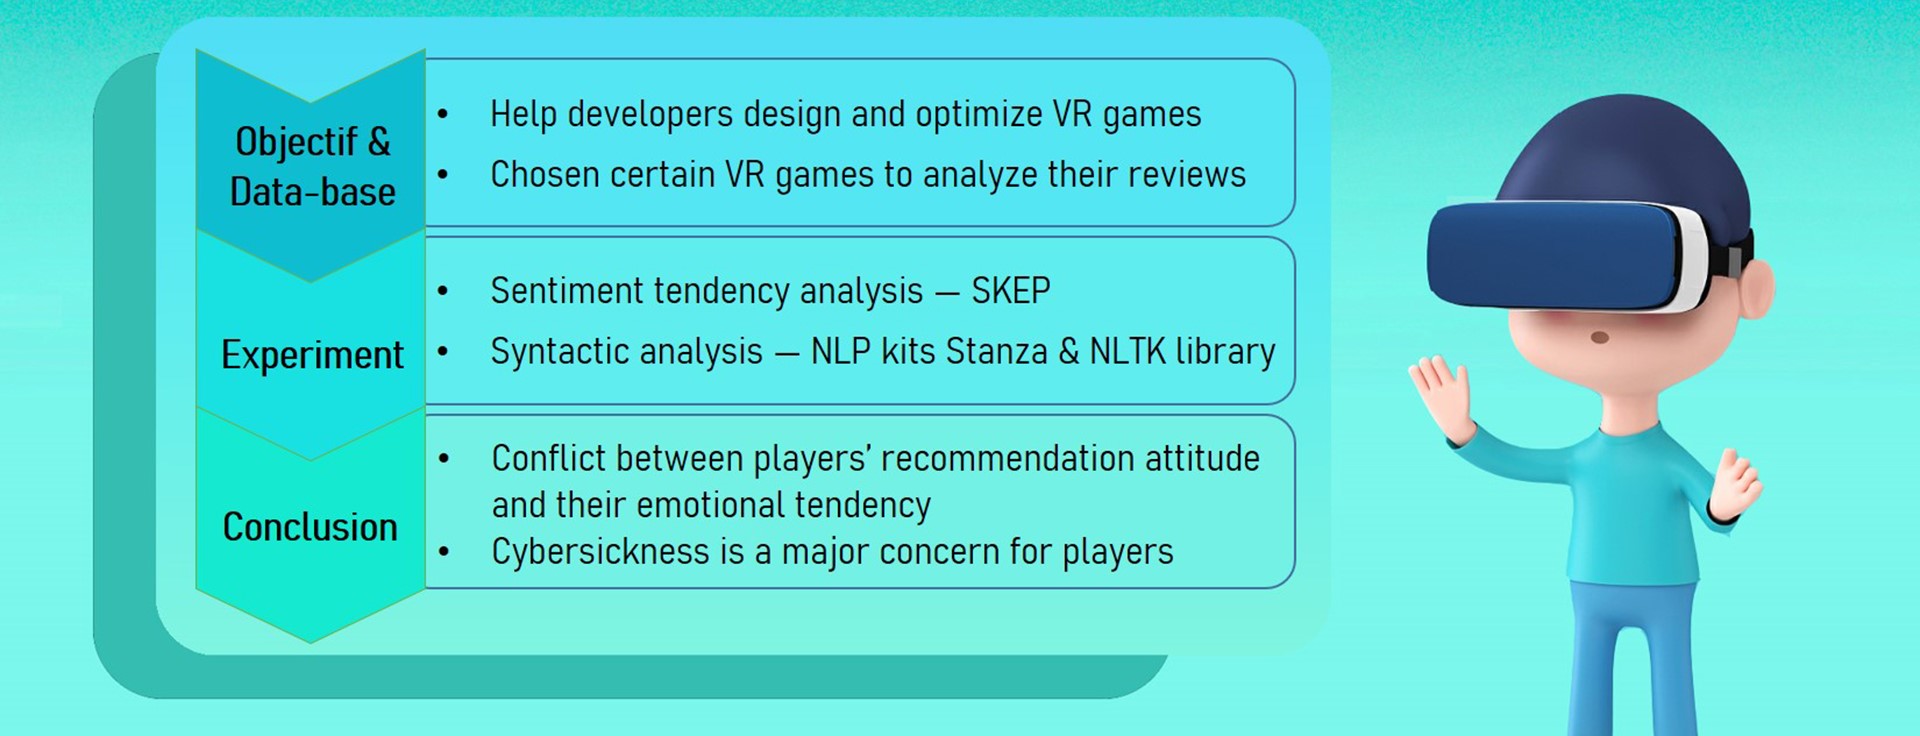 Objectif &
Data-base
• Help developers design and optimize VR games
• Chosen certain VR games to analyze their reviews
Experiment
• Sentiment tendency analysis — SKEP
• Syntactic analysis — NLP kits Stanza & NLTK library
Conclusion
• Conflict between players’ recommendation attitude
and their emotional tendency
• Cybersickness is a major concern for players